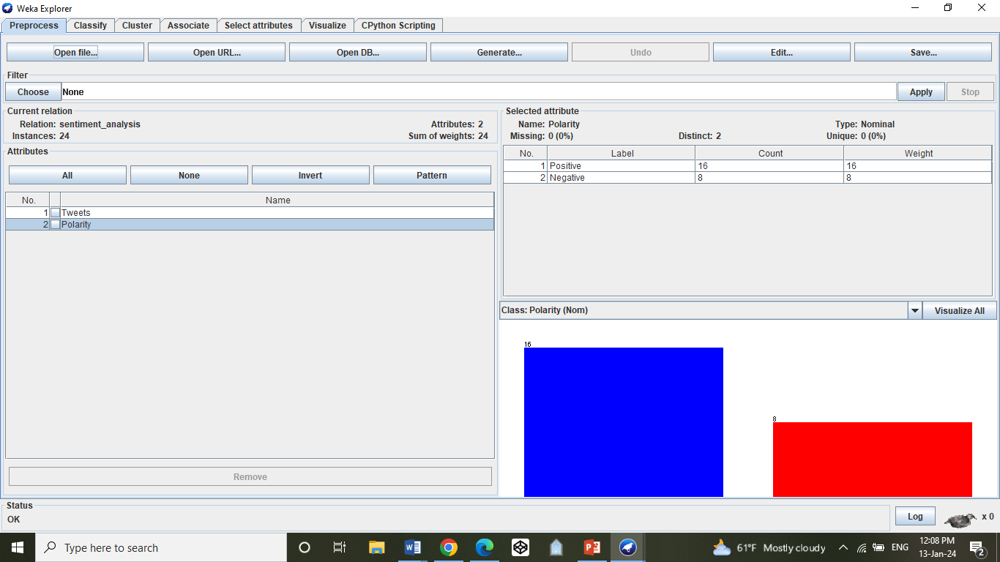 Weka Explorer
Preprocess Classify Cluster Associate Select attributes Visualize CPython Scripting
Open file... Open URL... Open DB... Generate... Undo Edit... Save...
Filter
Choose None Apply Stop
Current relation
Relation: sentiment_analysis Attributes: 2
Instances: 24 Sum of weights: 24
Attributes
All None Invert Pattern
No. Name
1 Tweets
2 Polarity
Remove
Selected attribute
Name: Polarity Type: Nominal
Missing: 0 (0%) Distinct: 2 Unique: 0 (0%)
No. Label Count Weight
1 Positive 16 16
2 Negative 8 8
Class: Polarity (Nom) Visualize All
16
8
Status
OK
Log x 0
Type here to search
61°F Mostly cloudy
ENG
12:08 PM
13-Jan-24
2